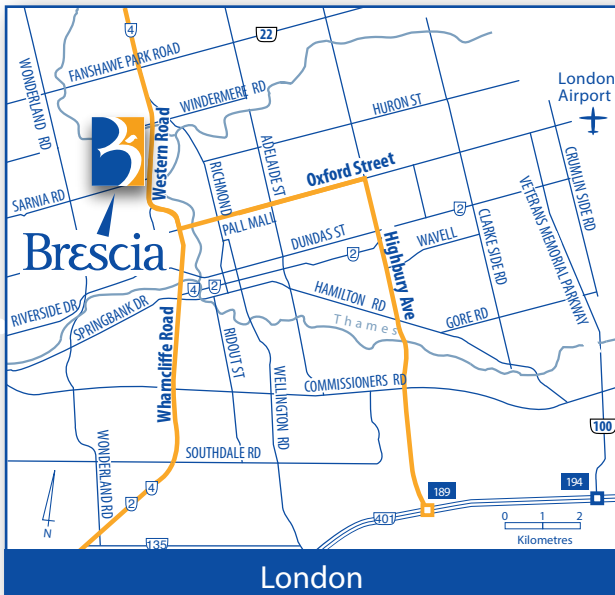 4
22
FANSHAWE PARK ROAD
WONDERLAND RD
WINDERMERE RD
London
Airport
HURON ST
Western Road
ADELAIDE ST
Oxford Street
RICHMOND
SARNIA RD
CRUMLIN SIDE RD
VETERANS MEMORIAL PARKWAY
2
PALL MALL
DUNDAS ST
Highbury Ave
WAVELL
CLARKE SIDE RD
Brescia
2
4
2
HAMILTON RD
RIVERSIDE DR
SPRINGBANK DR
Thames
GORE RD
Whamcliffe Road
RIDOUT ST
WELLINGTON RD
COMMISSIONERS RD
100
WONDERLAND RD
SOUTHDALE RD
4
2
189
194
401
N
135
0 1 2
Kilometres
London